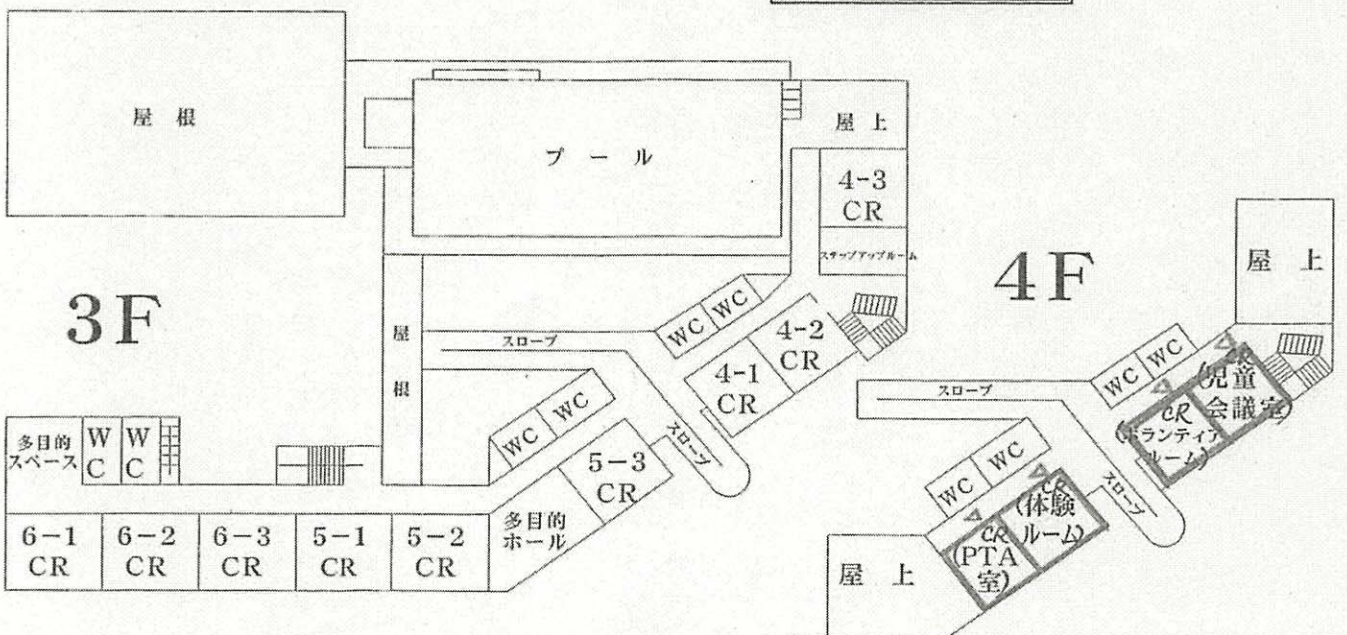 3F
屋根
プール
屋上
4-3
CR
ステップアップルーム
WC
WC
4-2
CR
4-1
CR
スロープ
スロープ
屋根
WC
WC
5-3
CR
多目的
ホール
多目的
スペース
WC
WC
6-1
CR
6-2
CR
6-3
CR
5-1
CR
5-2
CR
4F
屋上
WC
WC
CR
(児童
会議室)
CR
(ボランティア
ルーム)
スロープ
スロープ
WC
WC
CR
(体験
ルーム)
CR
(PTA
室)
屋上